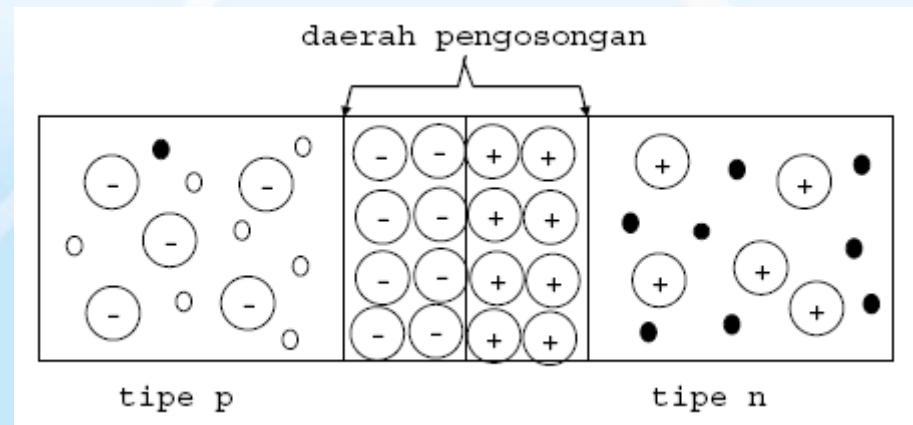 daerah pengosongan
- - + +
- - - + + +
- - - + + +
- - - + + +
- - - + + +
tipe p tipe n